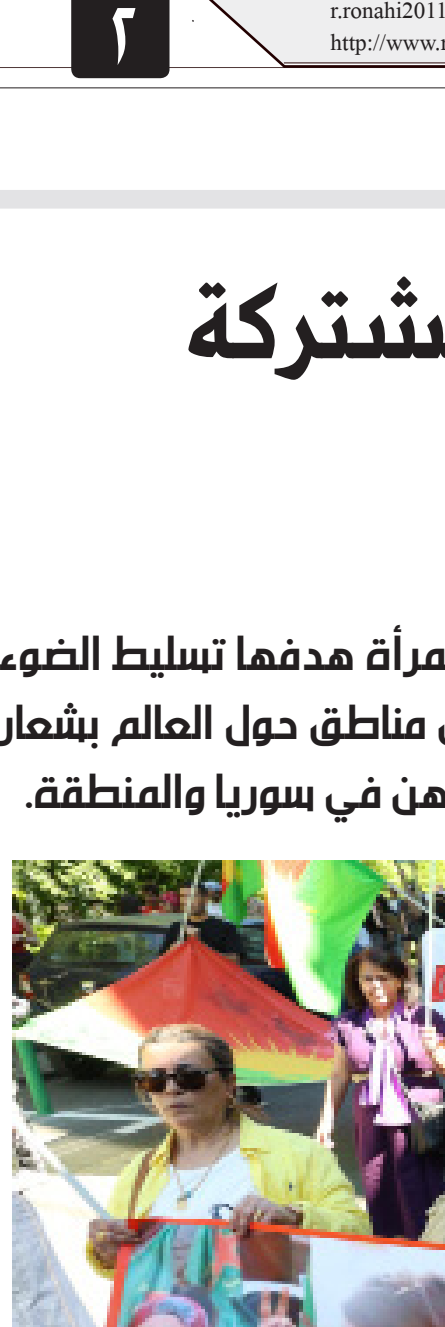 ٢
r.ronahi2011
http://www.
شتركة
مرأة هدفها تسليط الضوء
مناطق حول العالم بشعار
هن في سوريا والمنطقة.